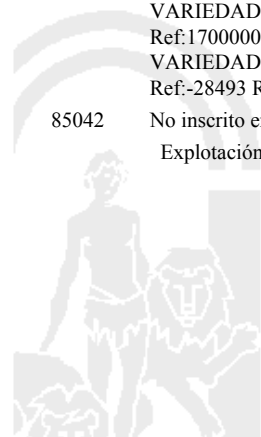 VARIEDAD
Ref:1700000
VARIEDAD
Ref:-28493 R
85042 No inscrito e
Explotación